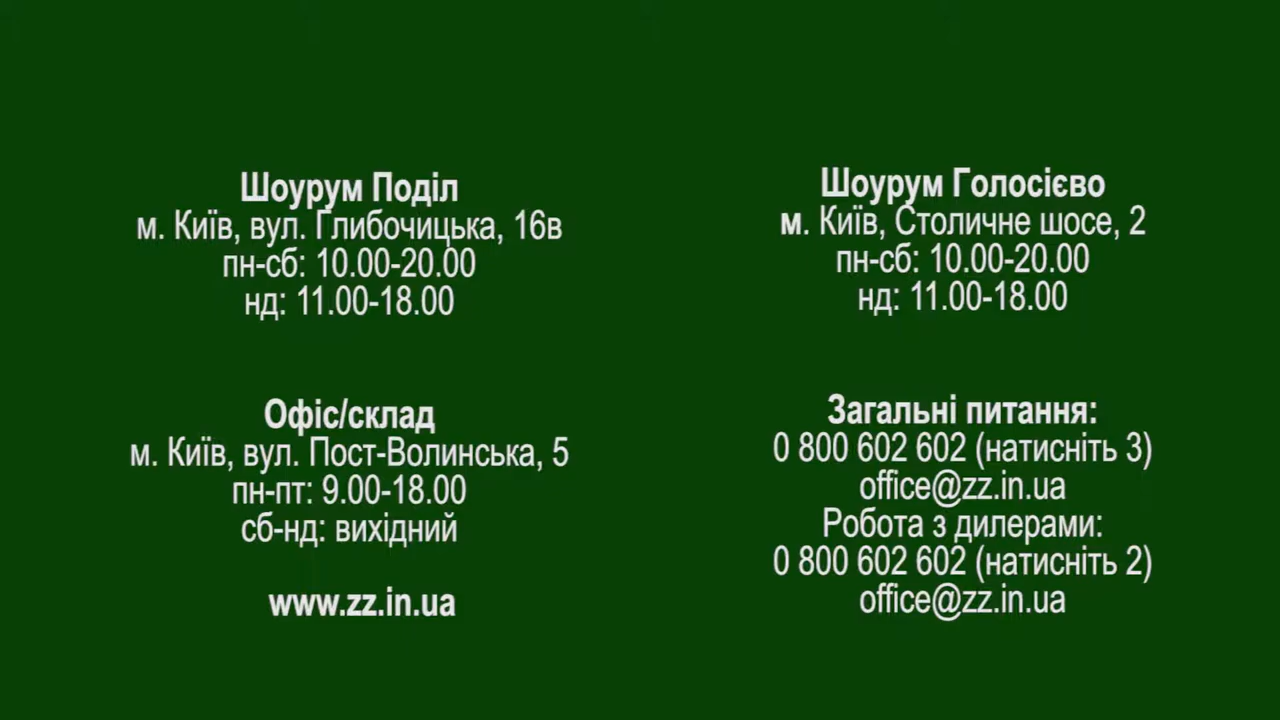 Шоурум Поділ
м. Київ, вул. Глибочицька, 16в
пн-сб: 10.00-20.00
нд: 11.00-18.00
Шоурум Голосієво
м. Київ, Столичне шосе, 2
пн-сб: 10.00-20.00
нд: 11.00-18.00
Офіс/склад
м. Київ, вул. Пост-Волинська, 5
пн-пт: 9.00-18.00
сб-нд: вихідний
www.zz.in.ua
Загальні питання:
0 800 602 602 (натисніть 3)
office@zz.in.ua
Робота з дилерами:
0 800 602 602 (натисніть 2)
office@zz.in.ua